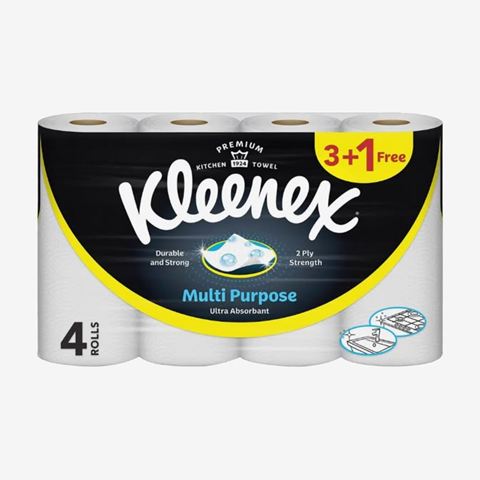 PREMIUM
KITCHEN 1924 TOWEL
Kleenex
3+1 Free
Durable
and Strong
2 Ply
Strength
Multi Purpose
Ultra Absorbant
4 ROLLS